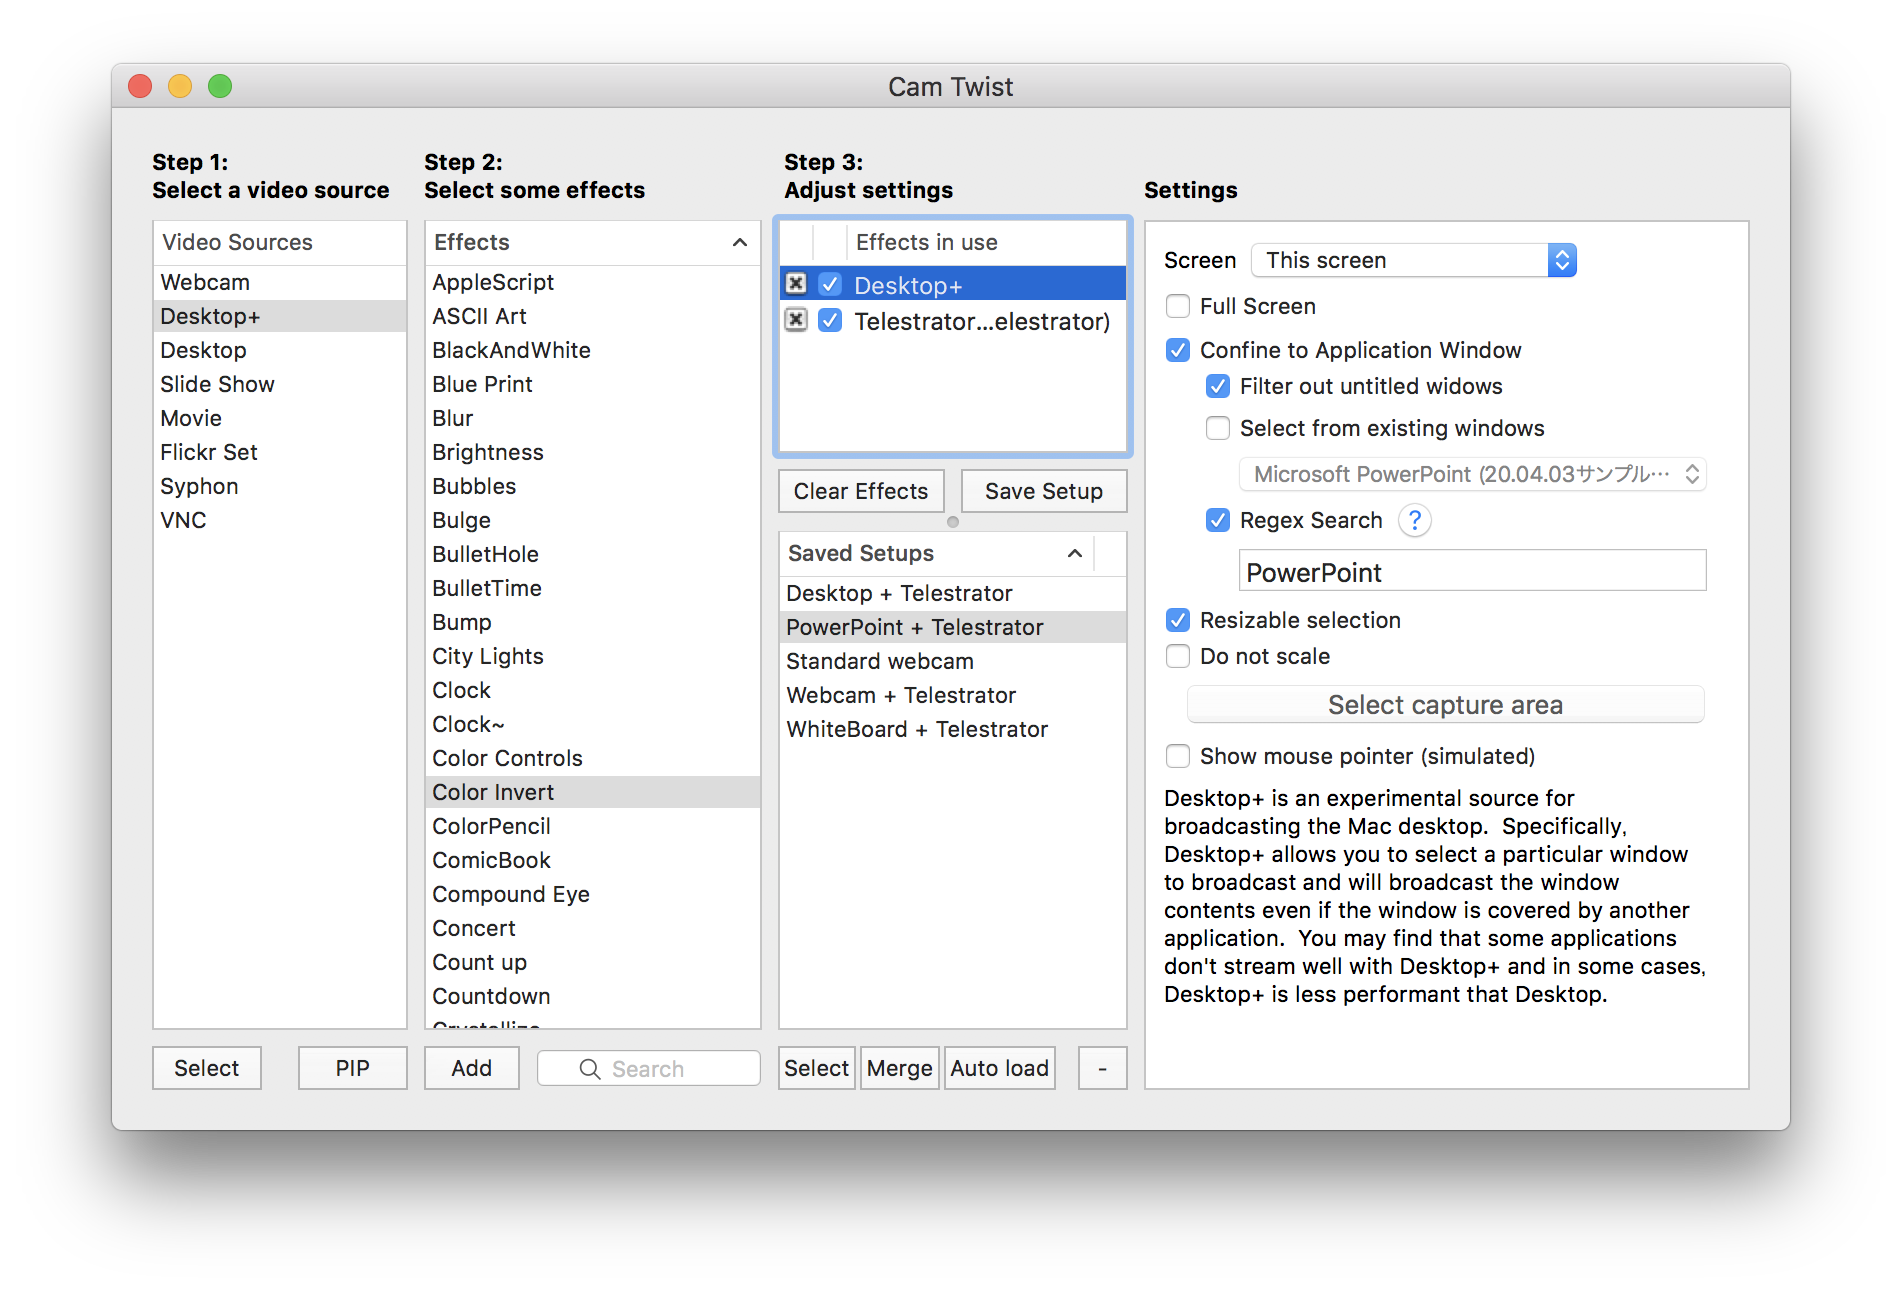 Cam Twist
Step 1:
Select a video source
Video Sources
Webcam
Desktop+
Desktop
Slide Show
Movie
Flickr Set
Syphon
VNC
Select
PIP
Step 2:
Select some effects
Effects
AppleScript
ASCII Art
BlackAndWhite
Blue Print
Blur
Brightness
Bubbles
Bulge
BulletHole
BulletTime
Bump
City Lights
Clock
Clock~
Color Controls
Color Invert
ColorPencil
ComicBook
Compound Eye
Concert
Count up
Countdown
Crystallize
Add
Search
Step 3:
Adjust settings
Effects in use
Desktop+
Telestrator...elestrator)
Clear Effects
Save Setup
Saved Setups
Desktop + Telestrator
PowerPoint + Telestrator
Standard webcam
Webcam + Telestrator
WhiteBoard + Telestrator
Select
Merge
Auto load
-
Settings
Screen
This screen
Full Screen
Confine to Application Window
Filter out untitled widows
Select from existing windows
Microsoft PowerPoint (20.04.03サンプル…
Regex Search
?
PowerPoint
Resizable selection
Do not scale
Select capture area
Show mouse pointer (simulated)
Desktop+ is an experimental source for
broadcasting the Mac desktop.  Specifically,
Desktop+ allows you to select a particular window
to broadcast and will broadcast the window
contents even if the window is covered by another
application.  You may find that some applications
don't stream well with Desktop+ and in some cases,
Desktop+ is less performant that Desktop.